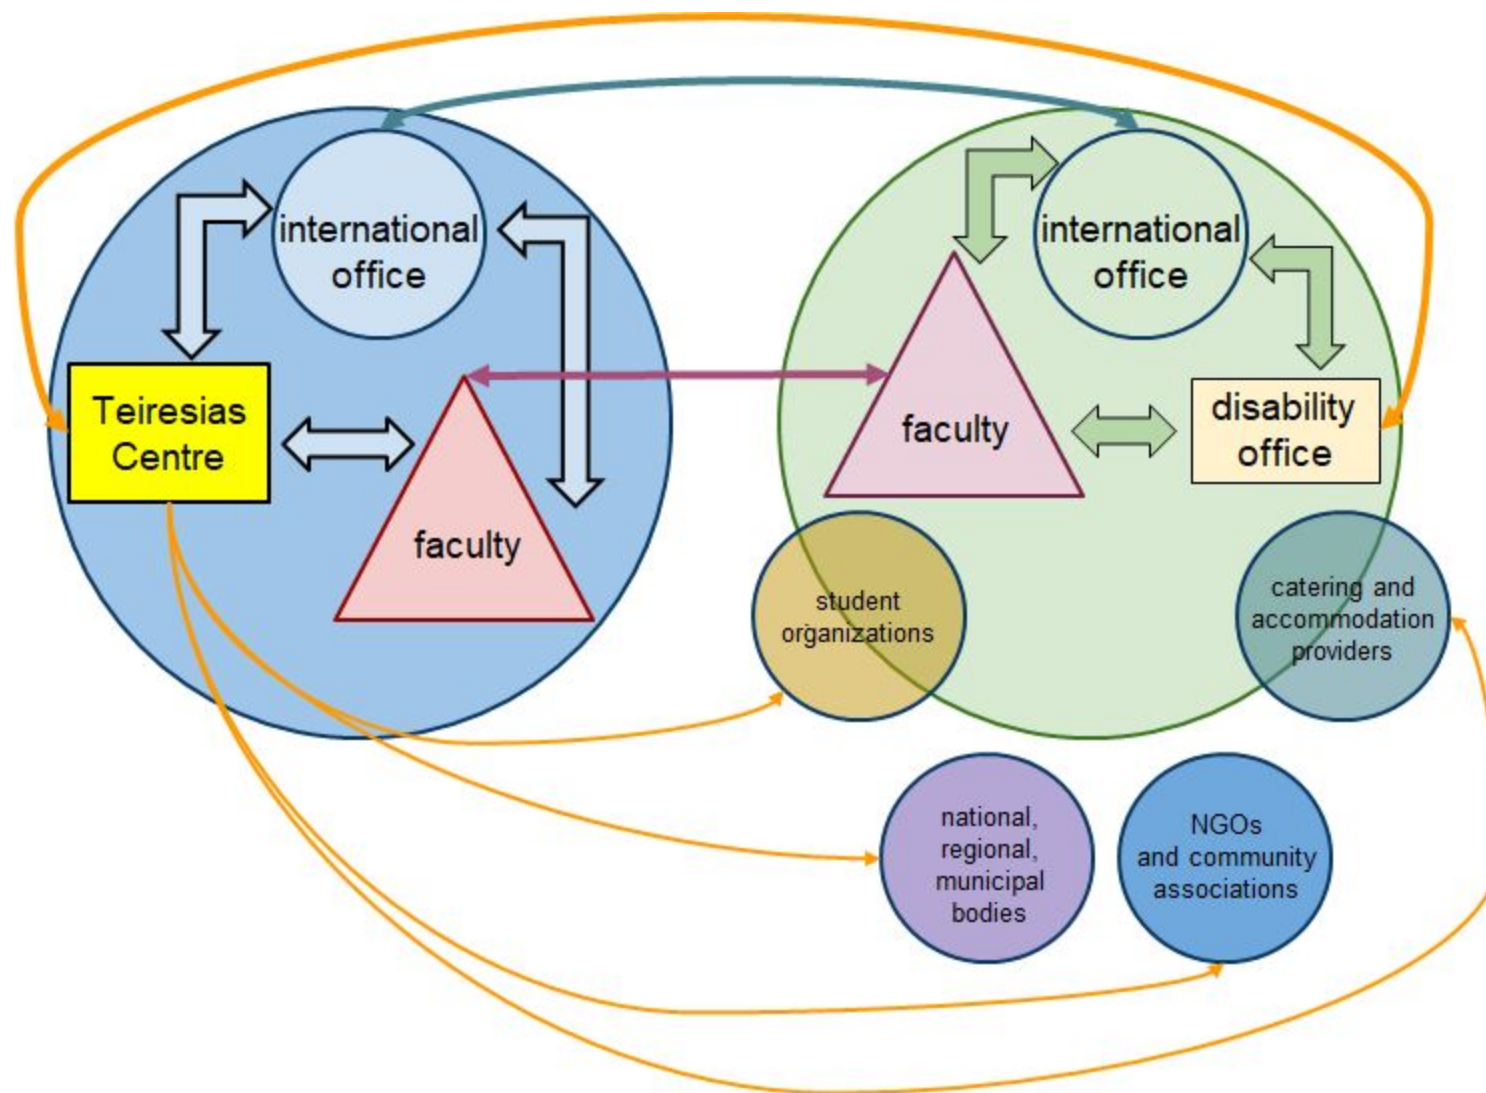 international
office
international
office
Teiresias
Centre
faculty
faculty
disability
office
student
organizations
catering and
accommodation
providers
national,
regional,
municipal
bodies
NGOs
and community
associations